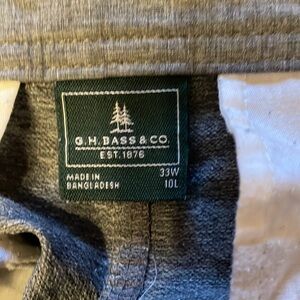 G.H. BASS & CO.
EST. 1876
MADE IN
BANGLADESH
33W
10L